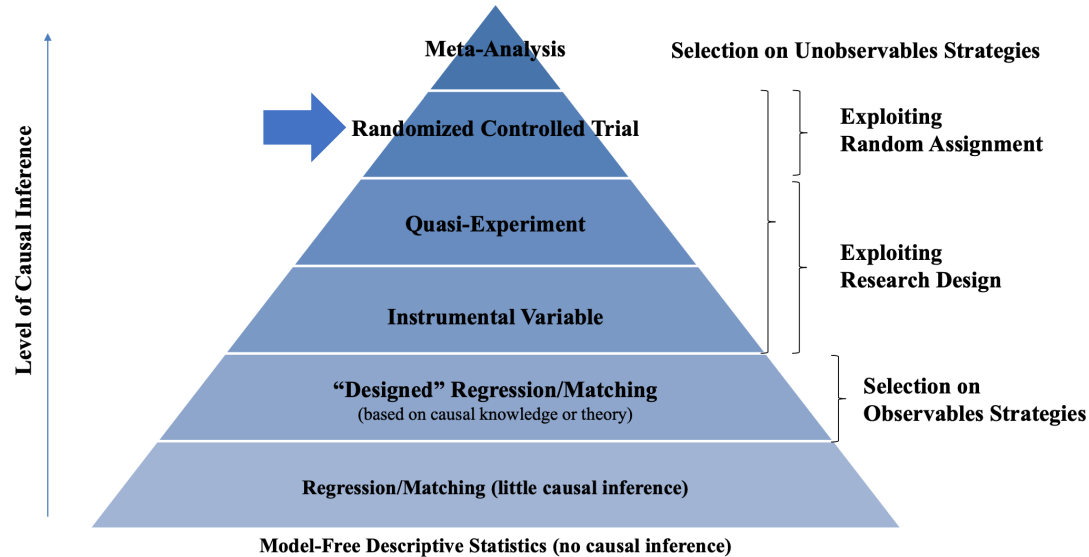 Meta-Analysis
Selection on Unobservables Strategies
Randomized Controlled Trial
Exploiting
Random Assignment
Quasi-Experiment
Exploiting
Research Design
Instrumental Variable
“Designed” Regression/Matching
(based on causal knowledge or theory)
Selection on
Observables Strategies
Regression/Matching (little causal inference)
Model-Free Descriptive Statistics (no causal inference)
Level of Causal Inference